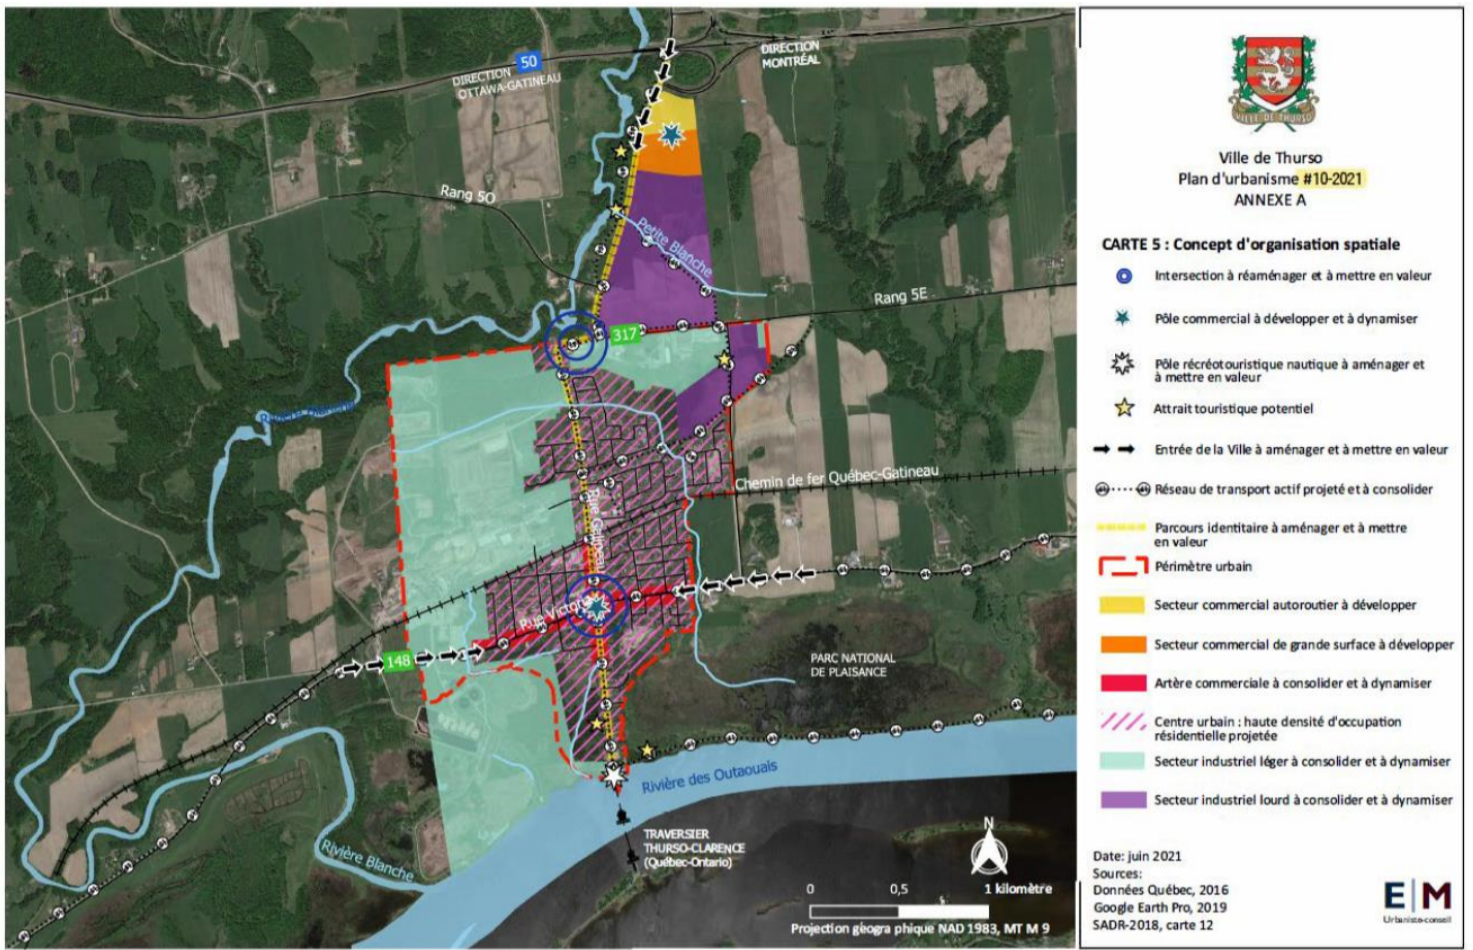 50
DIRECTION
OTTAWA-GATINEAU
DIRECTION
MONTRÉAL
Rang 5O
Petite Blanche
Rang 5E
317
Rivière Blanche
Chemin de fer Québec-Gatineau
Rue Galipeau
Rue Victoria
148
PARC NATIONAL
DE PLAISANCE
Rivière des Outaouais
Rivière Blanche
TRAVERSIER
THURSO-CLARENCE
(Québec-Ontario)
N
0 0,5 1 kilomètre
Projection géographique NAD 1983, MT M 9
VILLE DE THURSO
Ville de Thurso
Plan d'urbanisme #10-2021
ANNEXE A
CARTE 5 : Concept d'organisation spatiale
Intersection à réaménager et à mettre en valeur
Pôle commercial à développer et à dynamiser
Pôle récréotouristique nautique à aménager et
à mettre en valeur
Attrait touristique potentiel
Entrée de la Ville à aménager et à mettre en valeur
Réseau de transport actif projeté et à consolider
Parcours identitaire à aménager et à mettre
en valeur
Périmètre urbain
Secteur commercial autoroutier à développer
Secteur commercial de grande surface à développer
Artère commerciale à consolider et à dynamiser
Centre urbain : haute densité d'occupation
résidentielle projetée
Secteur industriel léger à consolider et à dynamiser
Secteur industriel lourd à consolider et à dynamiser
Date: juin 2021
Sources:
Données Québec, 2016
Google Earth Pro, 2019
SADR-2018, carte 12
E|M
Urbaniste-conseil